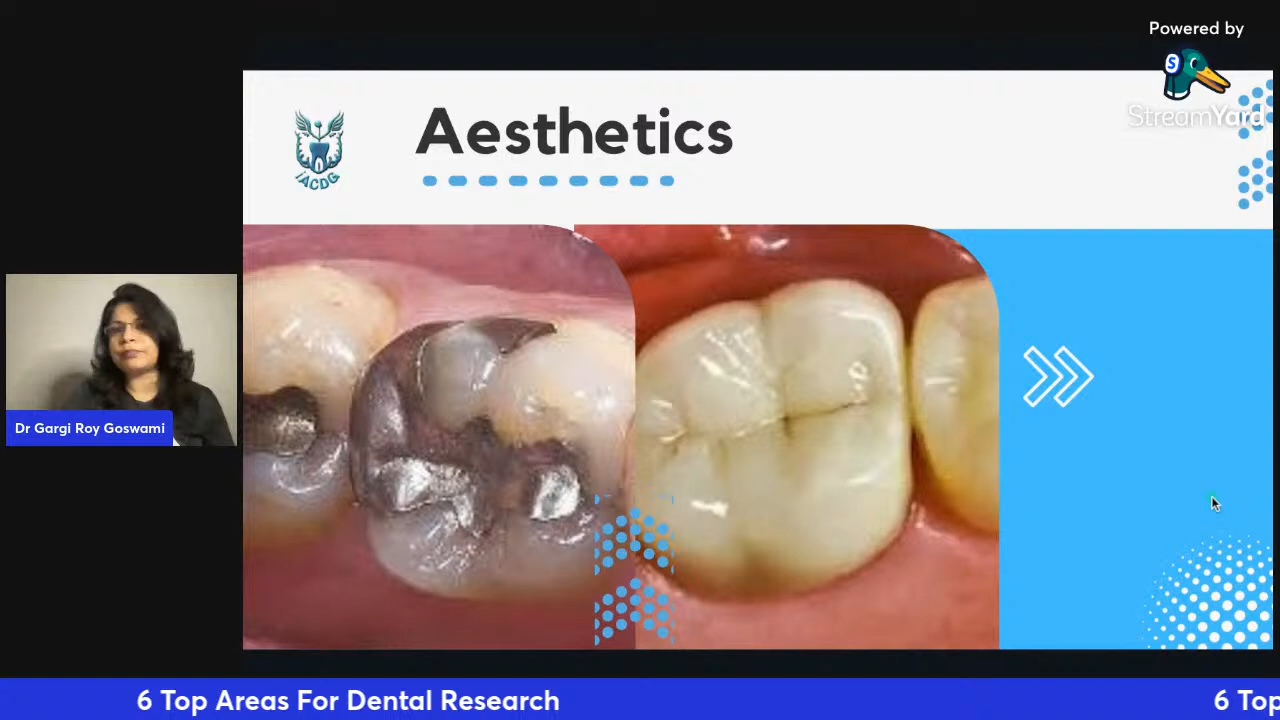 Powered by
S
StreamYard
Aesthetics
iACDG
Dr Gargi Roy Goswami
6 Top Areas For Dental Research
6 Top